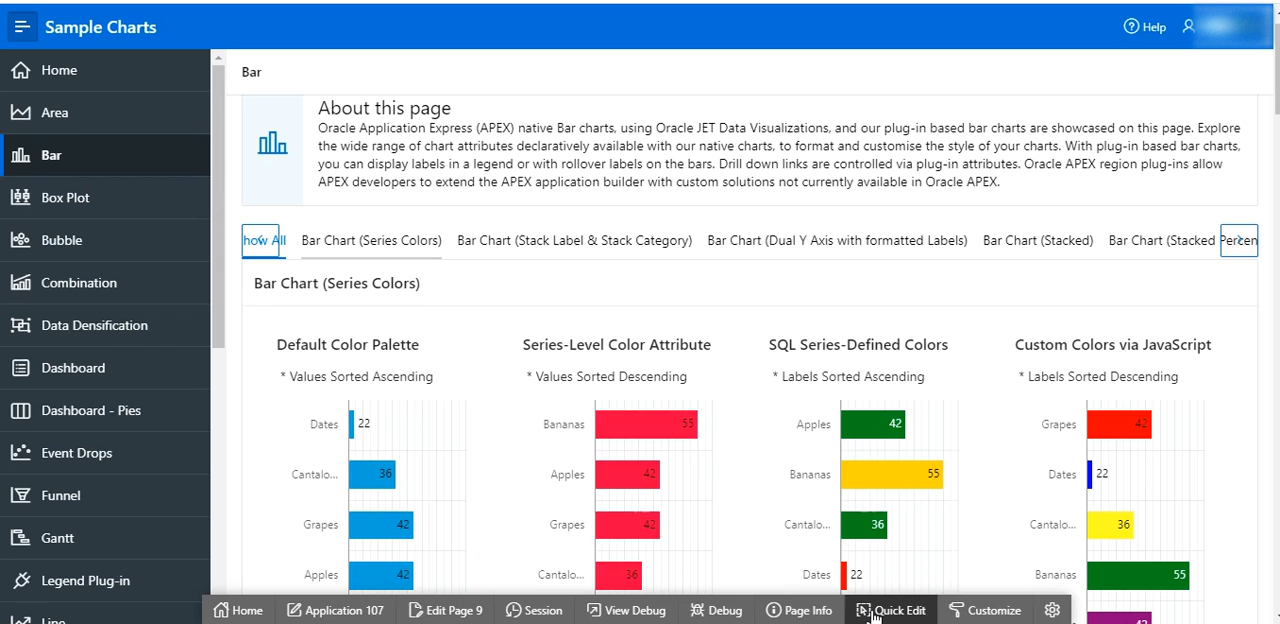 Sample Charts
Help
Home
Area
Bar
Box Plot
Bubble
Combination
Data Densification
Dashboard
Dashboard - Pies
Event Drops
Funnel
Gantt
Legend Plug-in
Line
Bar
About this page
Oracle Application Express (APEX) native Bar charts, using Oracle JET Data Visualizations, and our plug-in based bar charts are showcased on this page. Explore
the wide range of chart attributes declaratively available with our native charts, to format and customise the style of your charts. With plug-in based bar charts,
you can display labels in a legend or with rollover labels on the bars. Drill down links are controlled via plug-in attributes. Oracle APEX region plug-ins allow
APEX developers to extend the APEX application builder with custom solutions not currently available in Oracle APEX.
how All Bar Chart (Series Colors) Bar Chart (Stack Label & Stack Category) Bar Chart (Dual Y Axis with formatted Labels) Bar Chart (Stacked) Bar Chart (Stacked Percen
Bar Chart (Series Colors)
Default Color Palette
* Values Sorted Ascending
Dates 22
Cantalo... 36
Grapes 42
Apples 42
Series-Level Color Attribute
* Values Sorted Descending
Bananas 55
Apples 42
Grapes 42
Cantalo... 36
SQL Series-Defined Colors
* Labels Sorted Ascending
Apples 42
Bananas 55
Cantalo... 36
Dates 22
Custom Colors via JavaScript
* Labels Sorted Descending
Grapes 42
Dates 22
Cantalo... 36
Bananas 55
42
Home Application 107 Edit Page 9 Session View Debug Debug Page Info Quick Edit Customize